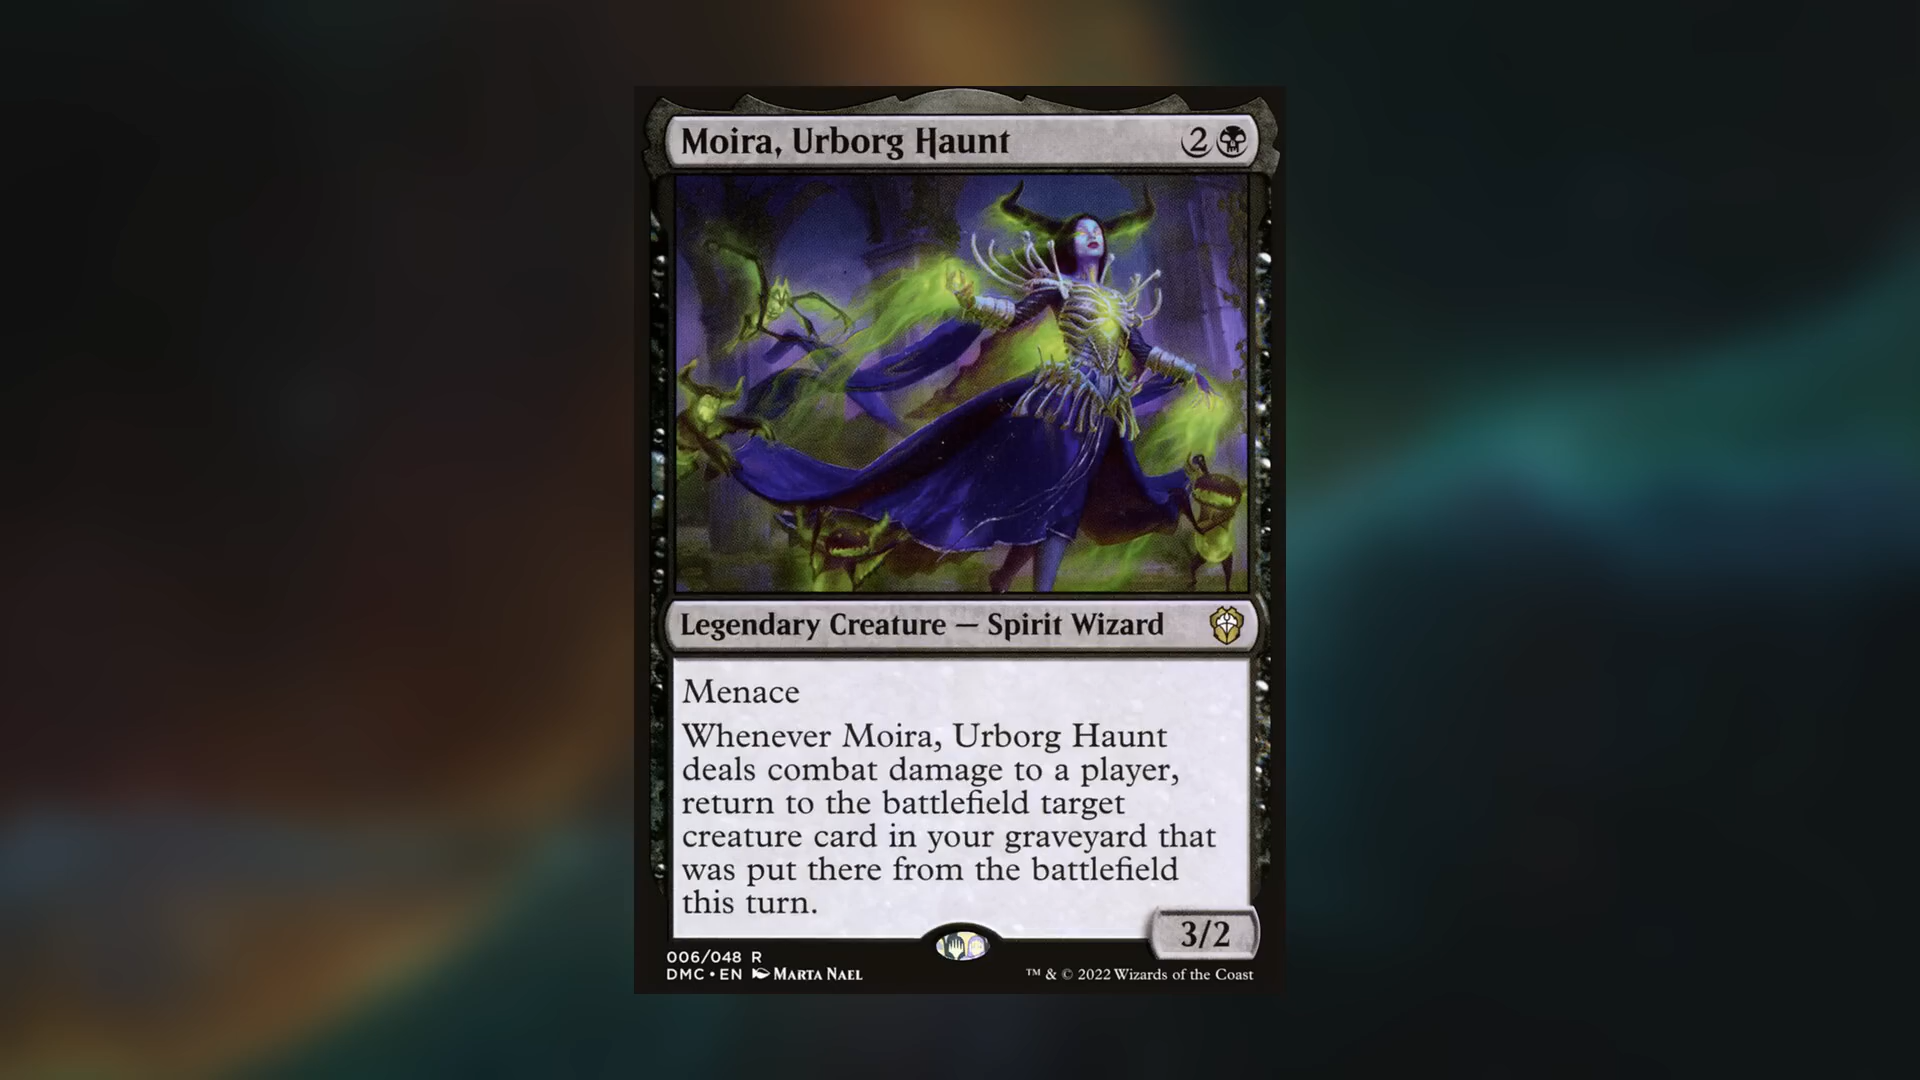 Moira, Urborg Haunt 2
Legendary Creature — Spirit Wizard
Menace
Whenever Moira, Urborg Haunt
deals combat damage to a player,
return to the battlefield target
creature card in your graveyard that
was put there from the battlefield
this turn.
3/2
006/048 R
DMC • EN Marta Nael
™ & © 2022 Wizards of the Coast